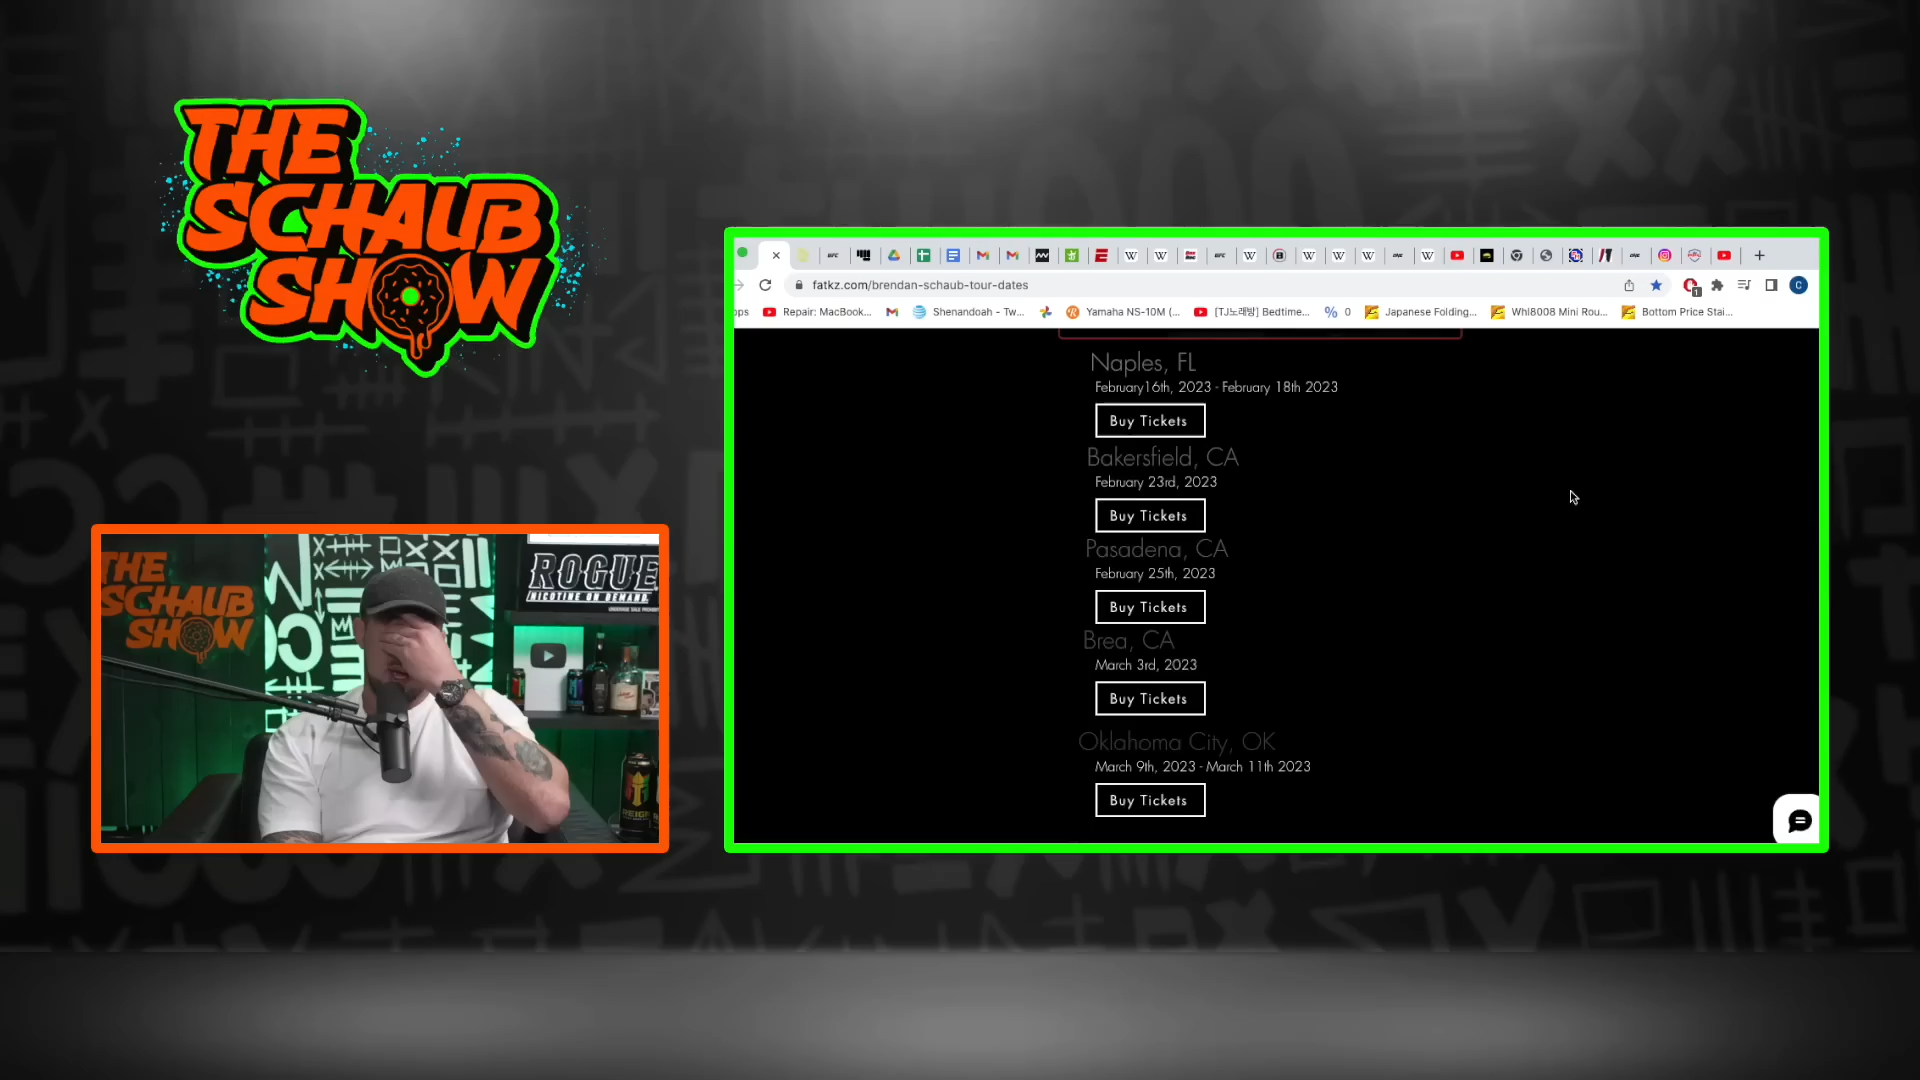 THE
SCHAUB
SHOW
fatkz.com/brendan-schaub-tour-dates
ops
Repair: MacBook...
Shenandoah - Tw...
Yamaha NS-10M (...
[TJ노래방] Bedtime...
0
Japanese Folding...
Whl8008 Mini Rou...
Bottom Price Stai...
Naples, FL
February16th, 2023 - February 18th 2023
Buy Tickets
Bakersfield, CA
February 23rd, 2023
Buy Tickets
Pasadena, CA
February 25th, 2023
Buy Tickets
Brea, CA
March 3rd, 2023
Buy Tickets
Oklahoma City, OK
March 9th, 2023 - March 11th 2023
Buy Tickets
THE
SCHAUB
SHOW
ROGUE
NICOTINE ON DEMAND
REIGN